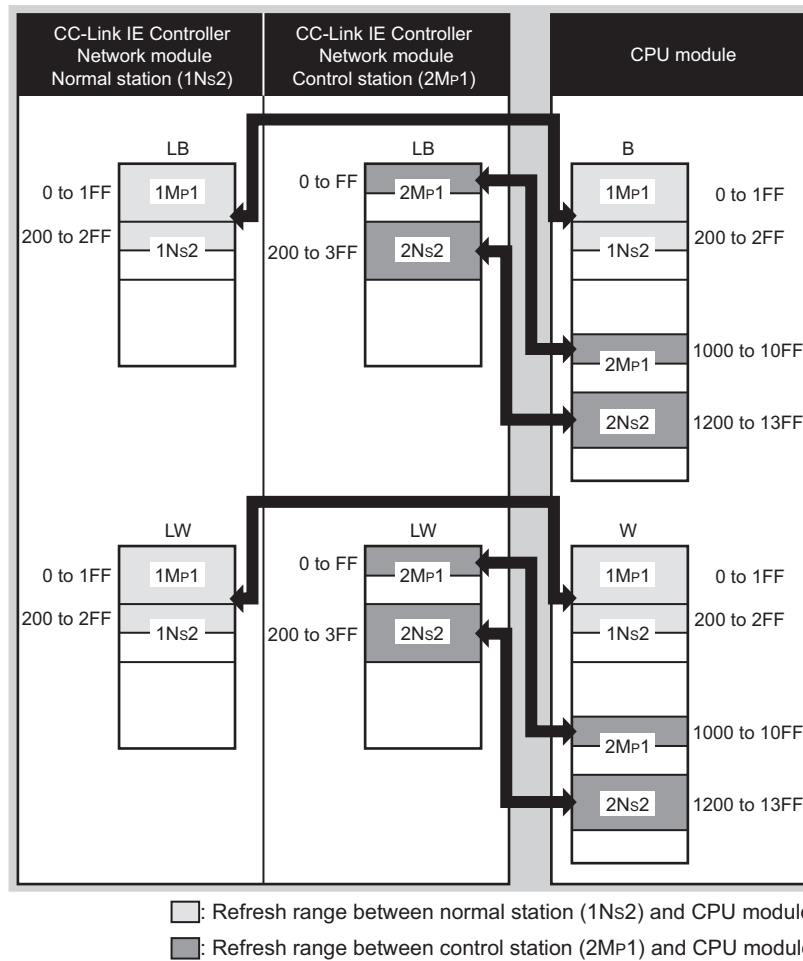 CC-Link IE Controller
Network module
Normal station (1Ns2)
CC-Link IE Controller
Network module
Control station (2MP1)
CPU module
LB
LB
B
0 to 1FF
1MP1
0 to FF
2MP1
1MP1
0 to 1FF
200 to 2FF
1Ns2
200 to 3FF
2Ns2
1Ns2
200 to 2FF
2MP1
1000 to 10FF
2Ns2
1200 to 13FF
LW
LW
W
0 to 1FF
1MP1
0 to FF
2MP1
1MP1
0 to 1FF
200 to 2FF
1Ns2
200 to 3FF
2Ns2
1Ns2
200 to 2FF
2MP1
1000 to 10FF
2Ns2
1200 to 13FF
: Refresh range between normal station (1Ns2) and CPU module
: Refresh range between control station (2MP1) and CPU module